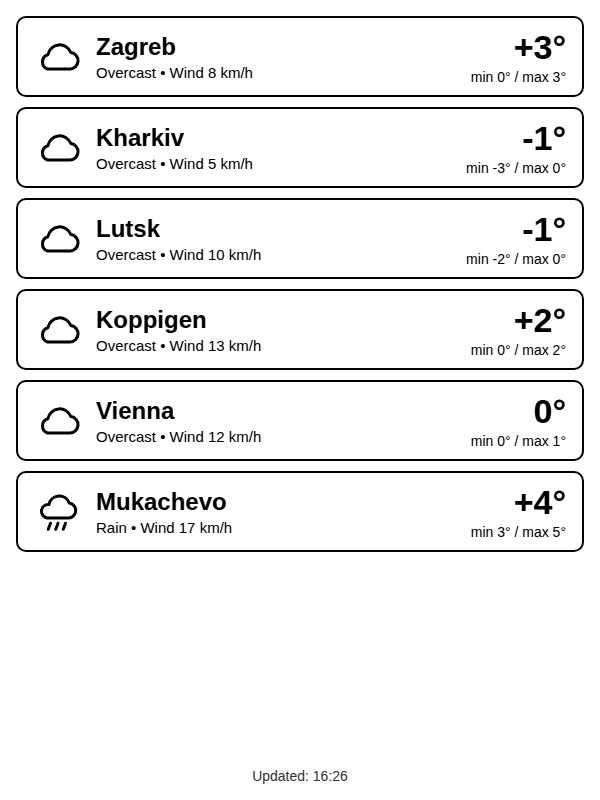 Zagreb
+3°
Overcast • Wind 8 km/h
min 0° / max 3°
Kharkiv
-1°
Overcast • Wind 5 km/h
min -3° / max 0°
Lutsk
-1°
Overcast • Wind 10 km/h
min -2° / max 0°
Koppigen
+2°
Overcast • Wind 13 km/h
min 0° / max 2°
Vienna
0°
Overcast • Wind 12 km/h
min 0° / max 1°
Mukachevo
+4°
Rain • Wind 17 km/h
min 3° / max 5°
Updated: 16:26